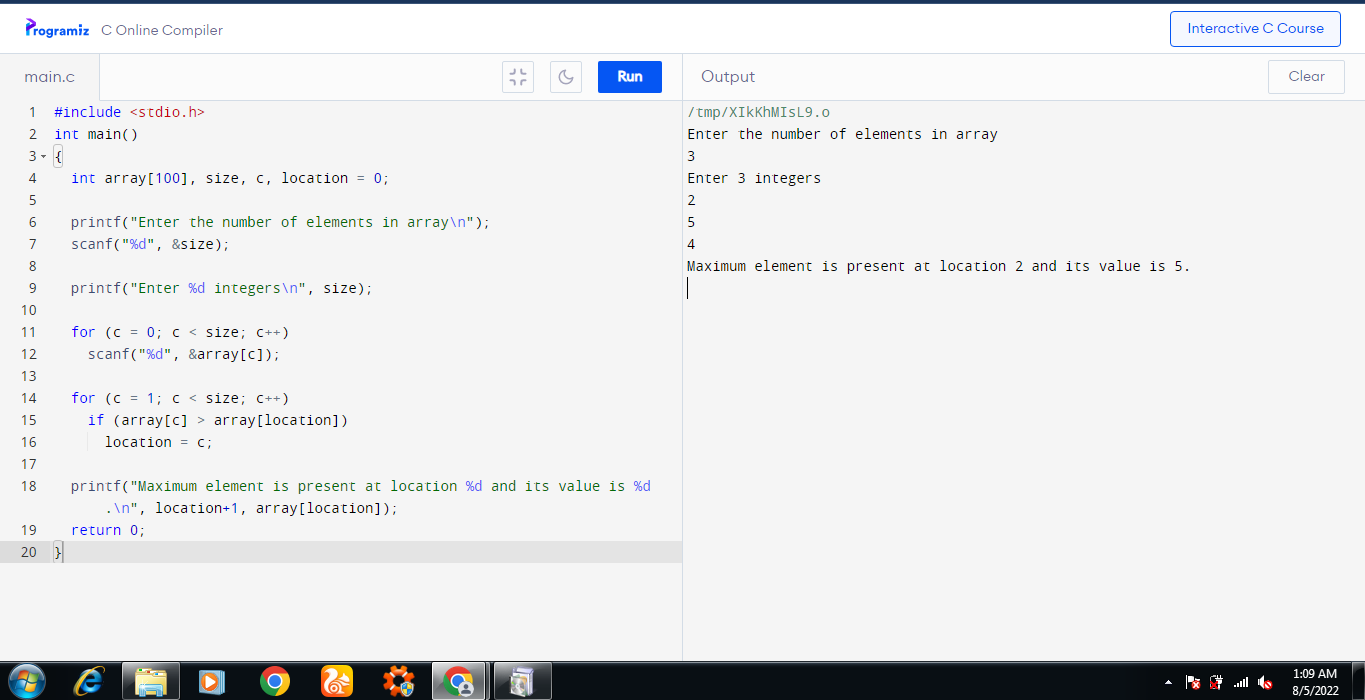 Programiz C Online Compiler
Interactive C Course
main.c
Run
Output
Clear
1 #include <stdio.h>
2 int main()
3 {
4 int array[100], size, c, location = 0;
5
6 printf("Enter the number of elements in array\n");
7 scanf("%d", &size);
8
9 printf("Enter %d integers\n", size);
10
11 for (c = 0; c < size; c++)
12 scanf("%d", &array[c]);
13
14 for (c = 1; c < size; c++)
15 if (array[c] > array[location])
16 location = c;
17
18 printf("Maximum element is present at location %d and its value is %d
.\n", location+1, array[location]);
19 return 0;
20 }
/tmp/XIkKhMIsL9.o
Enter the number of elements in array
3
Enter 3 integers
2
5
4
Maximum element is present at location 2 and its value is 5.
1:09 AM
8/5/2022